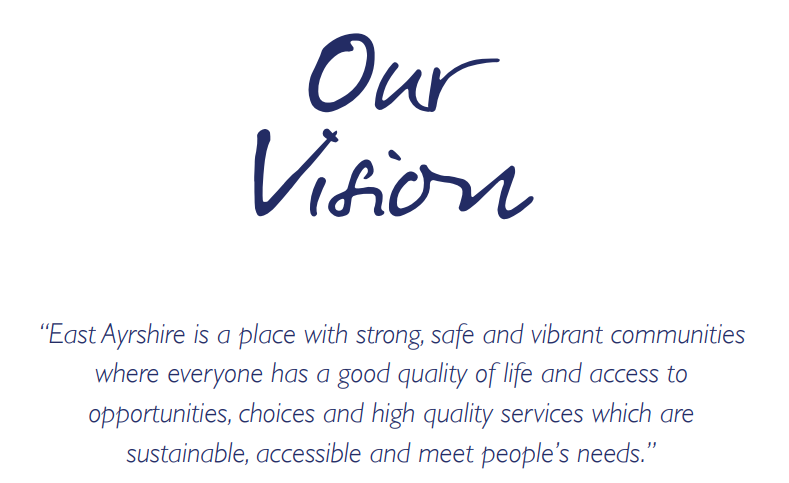 Our
Vision
“East Ayrshire is a place with strong, safe and vibrant communities
where everyone has a good quality of life and access to
opportunities, choices and high quality services which are
sustainable, accessible and meet people’s needs.”